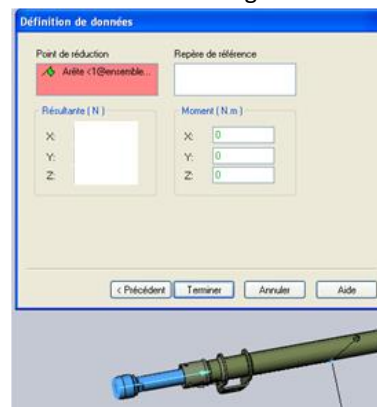 Définition de données
Point de réduction Repère de référence
Arête <1@ensemble...
Résultante ( N ) Moment ( N.m )
X: X: 0
Y: Y: 0
Z: Z: 0
< Précédent Terminer Annuler Aide